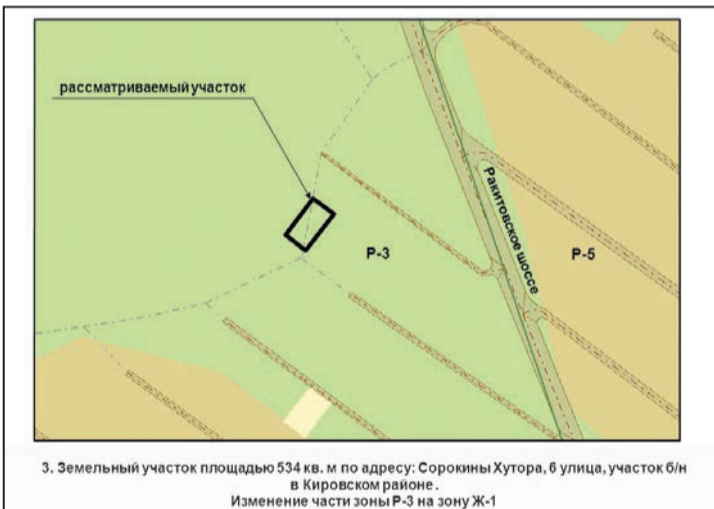 рассматриваемый участок
Ракитовское шоссе
Р-3
Р-5
3. Земельный участок площадью 534 кв. м по адресу: Сорокины Хутора, 6 улица, участок б/н
в Кировском районе.
Изменение части зоны Р-3 на зону Ж-1